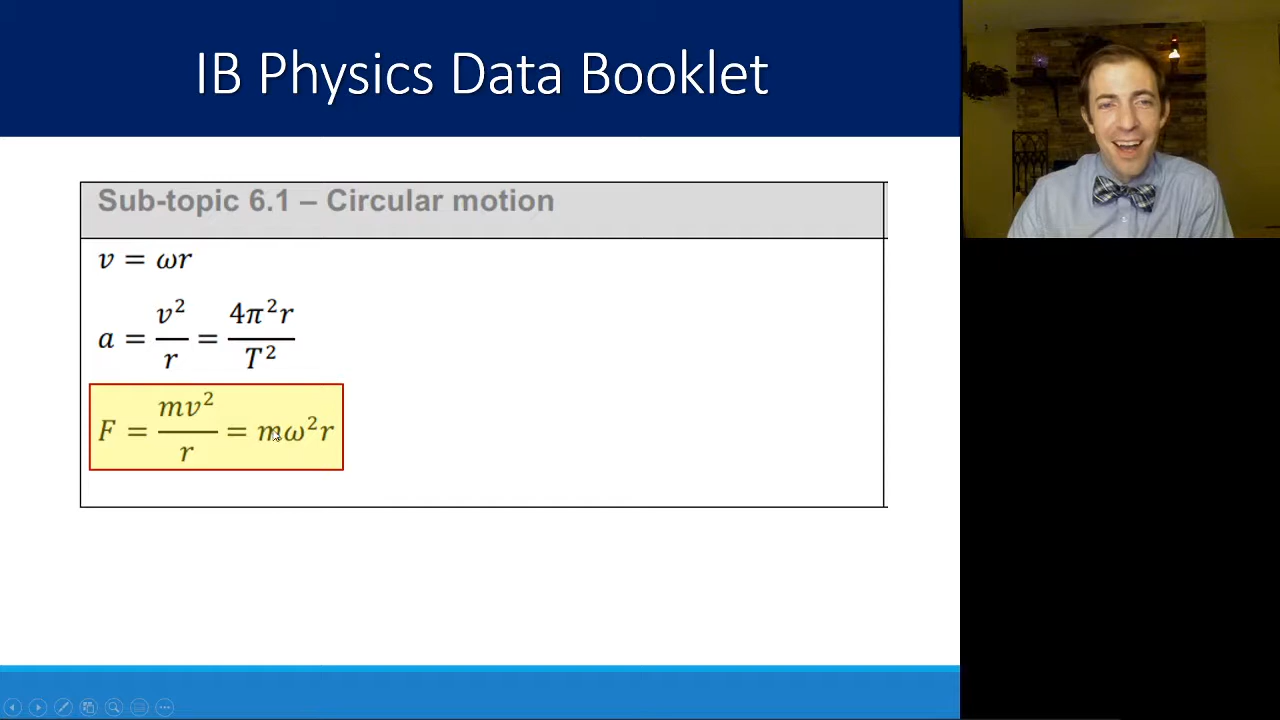 IB Physics Data Booklet
Sub-topic 6.1 – Circular motion
v = ωr
a = v²/r = 4π²r/T²
F = mv²/r = mω²r